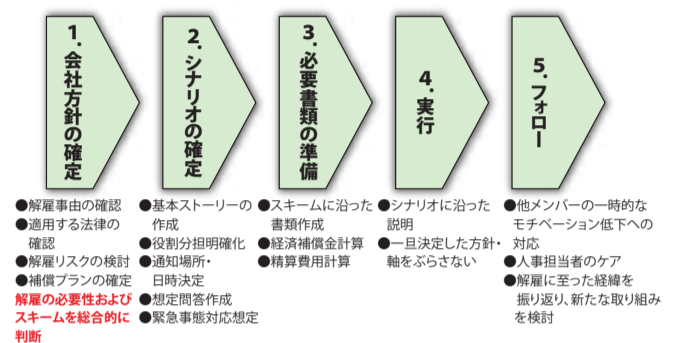 1．会社方針の確定
2．シナリオの確定
3．必要書類の準備
4．実行
5．フォロー
●解雇事由の確認
●適用する法律の
確認
●解雇リスクの検討
●補償プランの確定
解雇の必要性および
スキームを総合的に
判断
●基本ストーリーの
作成
●役割分担明確化
●通知場所・
日時決定
●想定問答作成
●緊急事態対応想定
●スキームに沿った
書類作成
●経済補償金計算
●精算費用計算
●シナリオに沿った
説明
●一旦決定した方針・
軸をぶらさない
●他メンバーの一時的な
モチベーション低下への
対応
●人事担当者のケア
●解雇に至った経緯を
振り返り、新たな取り組み
を検討